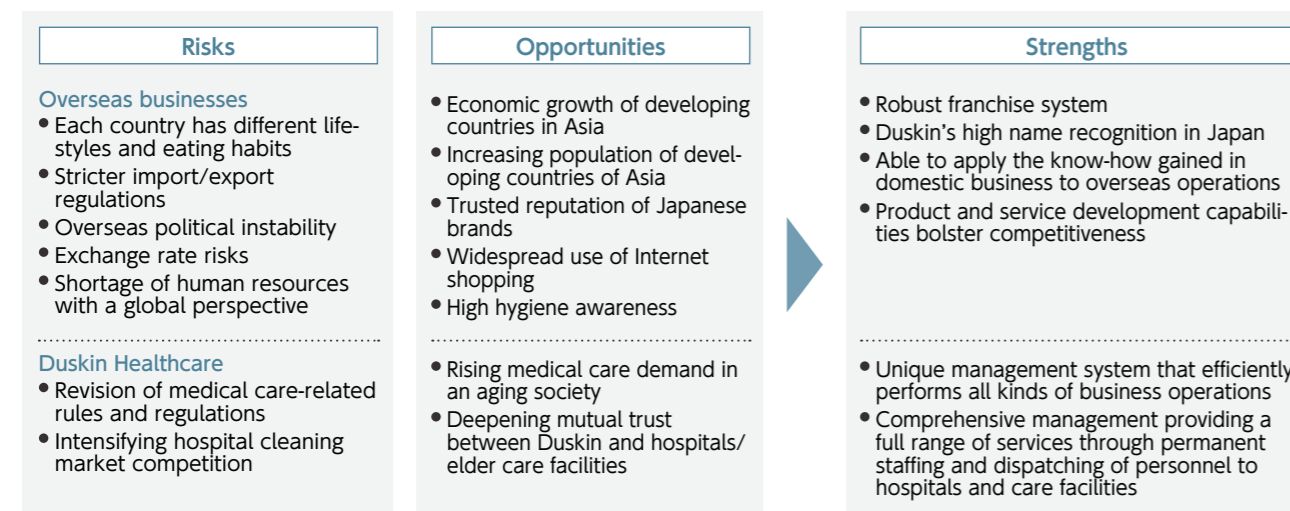 Risks
Overseas businesses
• Each country has different life-
styles and eating habits
• Stricter import/export
regulations
• Overseas political instability
• Exchange rate risks
• Shortage of human resources
with a global perspective
Duskin Healthcare
• Revision of medical care-related
rules and regulations
• Intensifying hospital cleaning
market competition
Opportunities
• Economic growth of developing
countries in Asia
• Increasing population of devel-
oping countries of Asia
• Trusted reputation of Japanese
brands
• Widespread use of Internet
shopping
• High hygiene awareness
• Rising medical care demand in
an aging society
• Deepening mutual trust
between Duskin and hospitals/
elder care facilities
Strengths
• Robust franchise system
• Duskin's high name recognition in Japan
• Able to apply the know-how gained in
domestic business to overseas operations
• Product and service development capabili-
ties bolster competitiveness
• Unique management system that efficiently
performs all kinds of business operations
• Comprehensive management providing a
full range of services through permanent
staffing and dispatching of personnel to
hospitals and care facilities